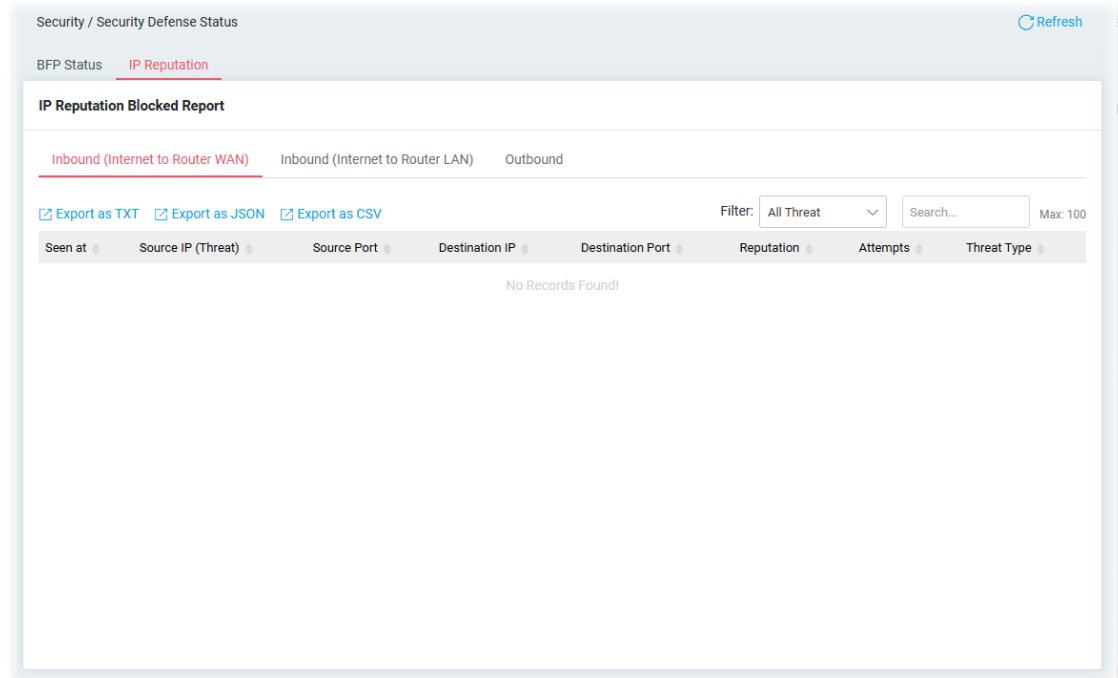 Security / Security Defense Status Refresh
BFP Status IP Reputation
IP Reputation Blocked Report
Inbound (Internet to Router WAN) Inbound (Internet to Router LAN) Outbound
Export as TXT Export as JSON Export as CSV Filter: All Threat Search... Max: 100
Seen at Source IP (Threat) Source Port Destination IP Destination Port Reputation Attempts Threat Type
No Records Found!